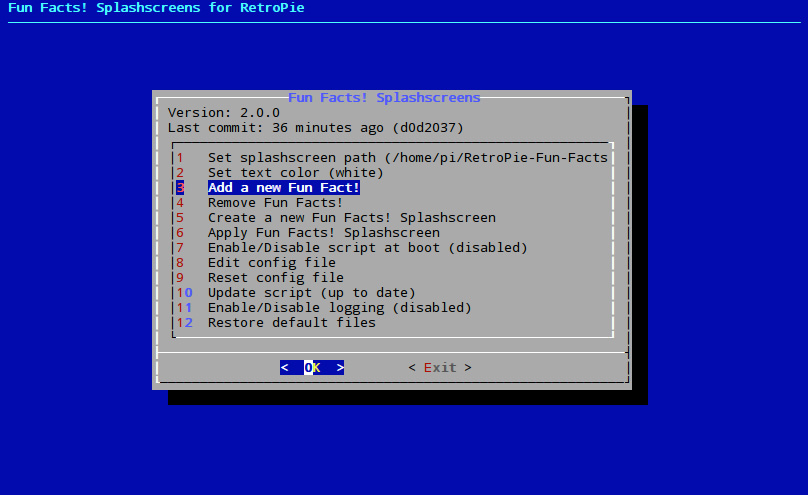 Fun Facts! Splashscreens for RetroPie
Fun Facts! Splashscreens
Version: 2.0.0
Last commit: 36 minutes ago (d0d2037)
1 Set splashscreen path (/home/pi/RetroPie-Fun-Facts
2 Set text color (white)
3 Add a new Fun Fact!
4 Remove Fun Facts!
5 Create a new Fun Facts! Splashscreen
6 Apply Fun Facts! Splashscreen
7 Enable/Disable script at boot (disabled)
8 Edit config file
9 Reset config file
10 Update script (up to date)
11 Enable/Disable logging (disabled)
12 Restore default files
< OK > < Exit >